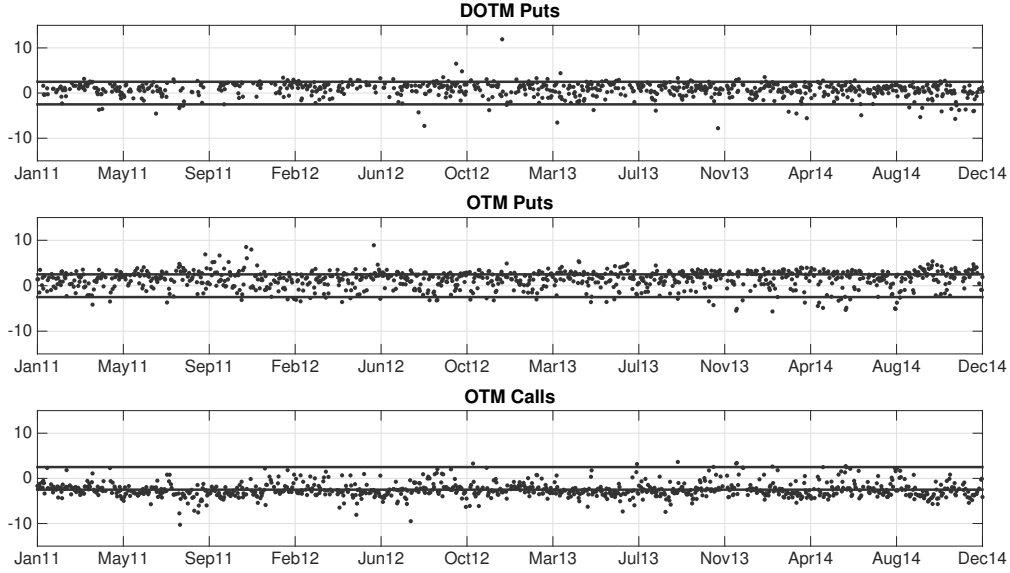 DOTM Puts
10
0
-10
Jan11 May11 Sep11 Feb12 Jun12 Oct12 Mar13 Jul13 Nov13 Apr14 Aug14 Dec14
OTM Puts
10
0
-10
Jan11 May11 Sep11 Feb12 Jun12 Oct12 Mar13 Jul13 Nov13 Apr14 Aug14 Dec14
OTM Calls
10
0
-10
Jan11 May11 Sep11 Feb12 Jun12 Oct12 Mar13 Jul13 Nov13 Apr14 Aug14 Dec14